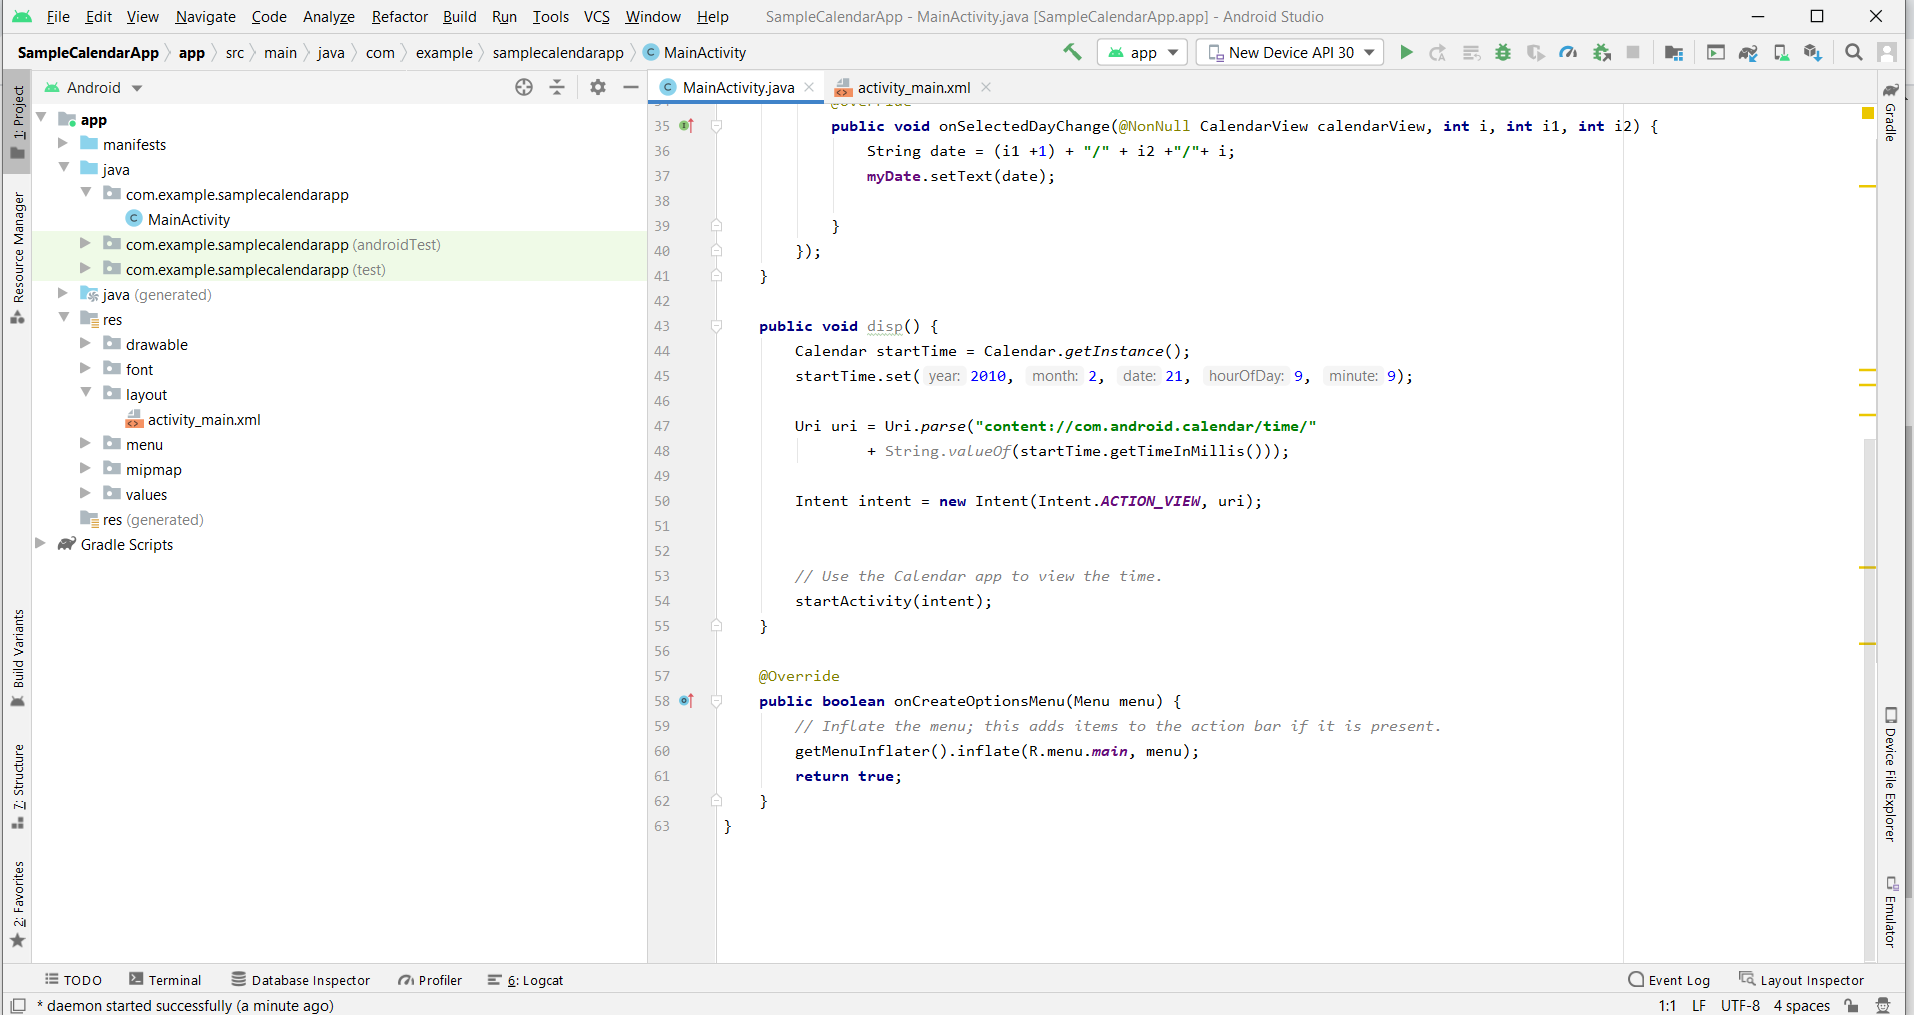 File Edit View Navigate Code Analyze Refactor Build Run Tools VCS Window Help SampleCalendarApp - MainActivity.java [SampleCalendarApp.app] - Android Studio
SampleCalendarApp app src main java com example samplecalendarapp MainActivity app New Device API 30
1: Project
Resource Manager
Build Variants
7: Structure
2: Favorites
Android
app
manifests
java
com.example.samplecalendarapp
MainActivity
com.example.samplecalendarapp (androidTest)
com.example.samplecalendarapp (test)
java (generated)
res
drawable
font
layout
activity_main.xml
menu
mipmap
values
res (generated)
Gradle Scripts
MainActivity.java activity_main.xml
@Override
35 public void onSelectedDayChange(@NonNull CalendarView calendarView, int i, int i1, int i2) {
36 String date = (i1 +1) + "/" + i2 +"/"+ i;
37 myDate.setText(date);
38
39 }
40 });
41 }
42
43 public void disp() {
44 Calendar startTime = Calendar.getInstance();
45 startTime.set( year: 2010, month: 2, date: 21, hourOfDay: 9, minute: 9);
46
47 Uri uri = Uri.parse("content://com.android.calendar/time/"
48 + String.valueOf(startTime.getTimeInMillis()));
49
50 Intent intent = new Intent(Intent.ACTION_VIEW, uri);
51
52
53 // Use the Calendar app to view the time.
54 startActivity(intent);
55 }
56
57 @Override
58 public boolean onCreateOptionsMenu(Menu menu) {
59 // Inflate the menu; this adds items to the action bar if it is present.
60 getMenuInflater().inflate(R.menu.main, menu);
61 return true;
62 }
63 }
Gradle
Device File Explorer
Emulator
TODO Terminal Database Inspector Profiler 6: Logcat Event Log Layout Inspector
* daemon started successfully (a minute ago) 1:1 LF UTF-8 4 spaces